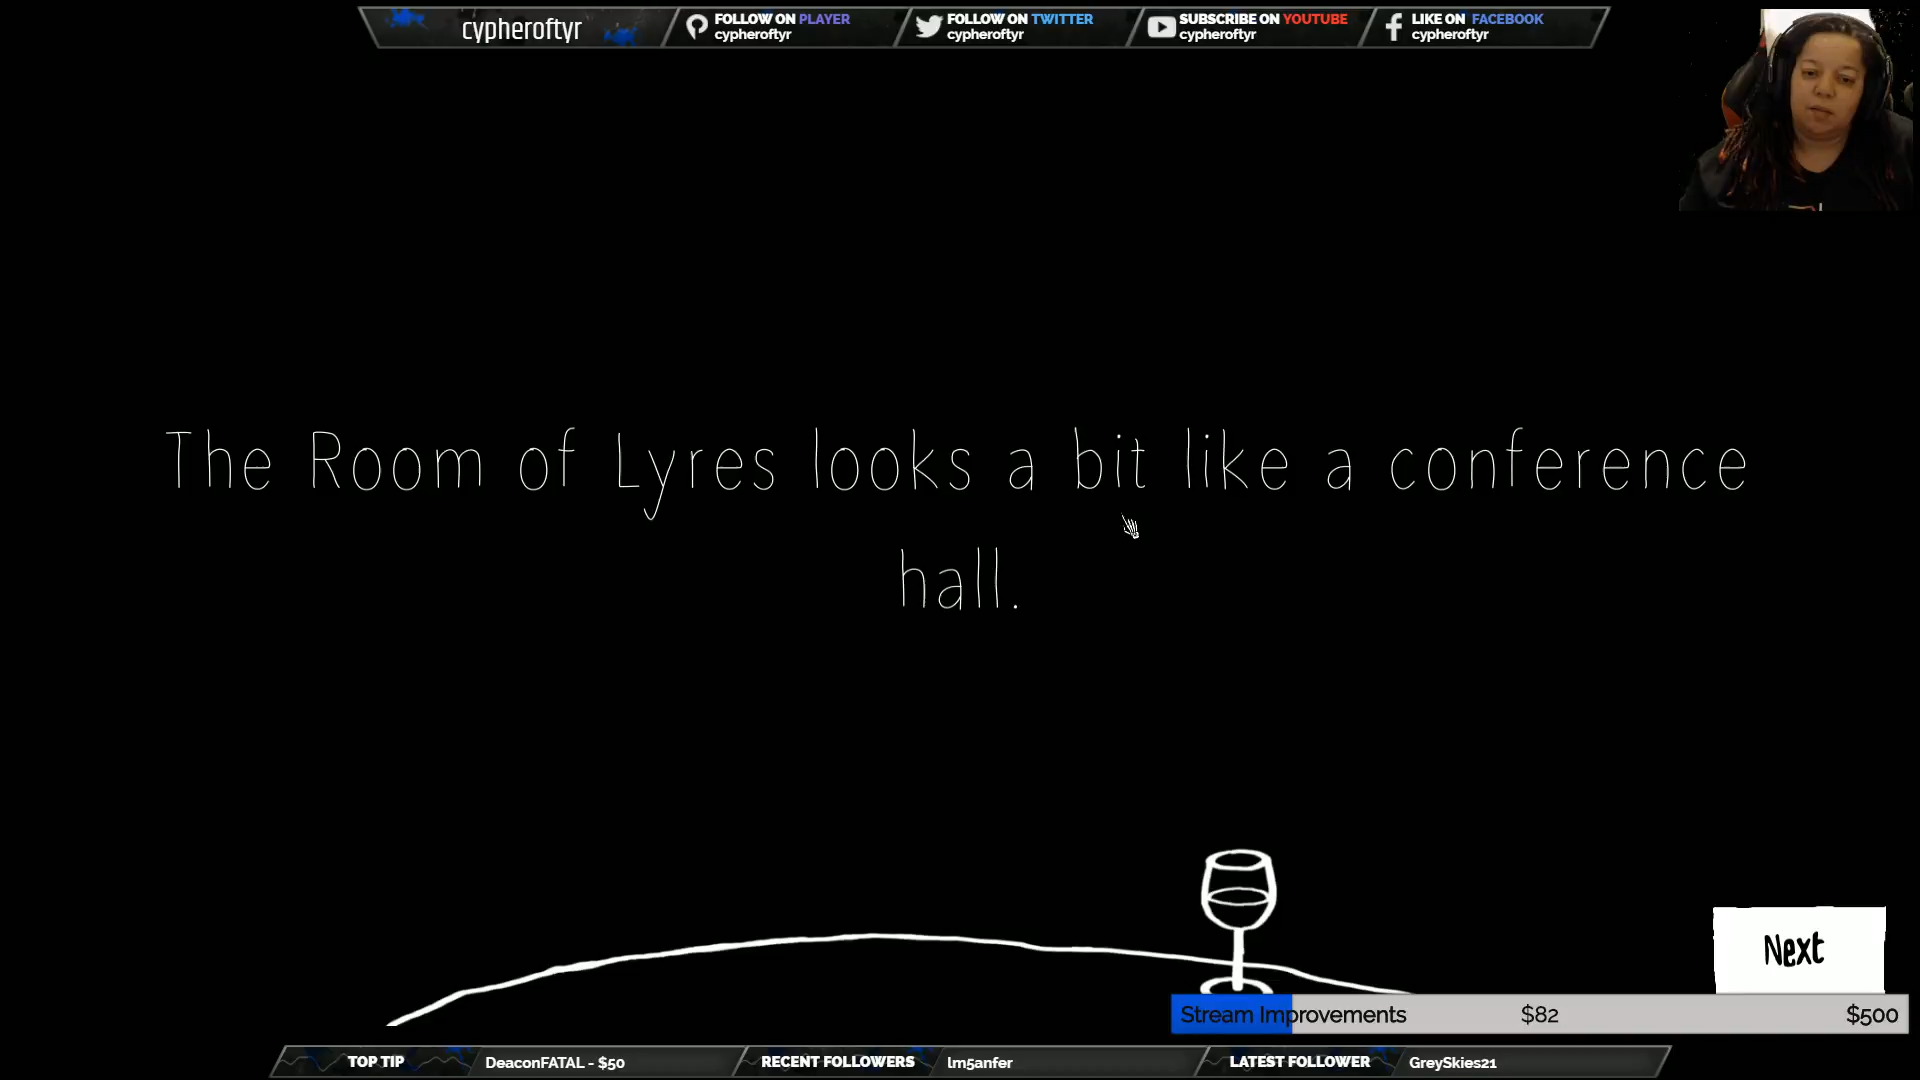 cypheroftyr
FOLLOW ON PLAYER
cypheroftyr
FOLLOW ON TWITTER
cypheroftyr
SUBSCRIBE ON YOUTUBE
cypheroftyr
LIKE ON FACEBOOK
cypheroftyr
The Room of Lyres looks a bit like a conference
hall.
Next
Stream Improvements $82 $500
TOP TIP DeaconFATAL - $50 RECENT FOLLOWERS lm5anfer LATEST FOLLOWER GreySkies21